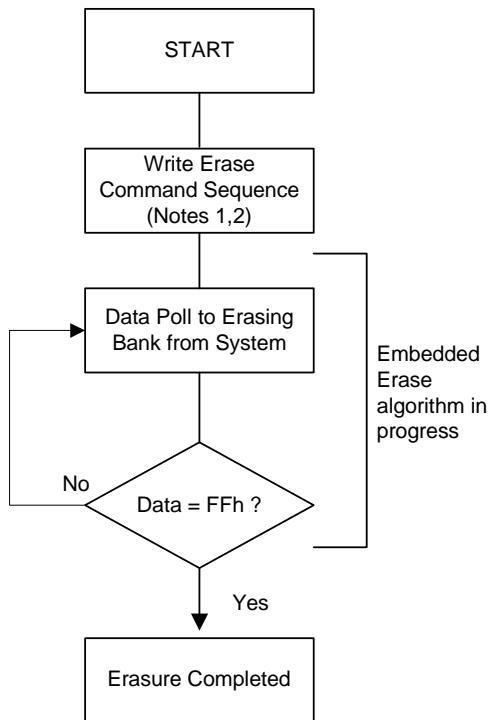 START
Write Erase
Command Sequence
(Notes 1,2)
Data Poll to Erasing
Bank from System
Embedded
Erase
algorithm in
progress
No
Data = FFh ?
Yes
Erasure Completed